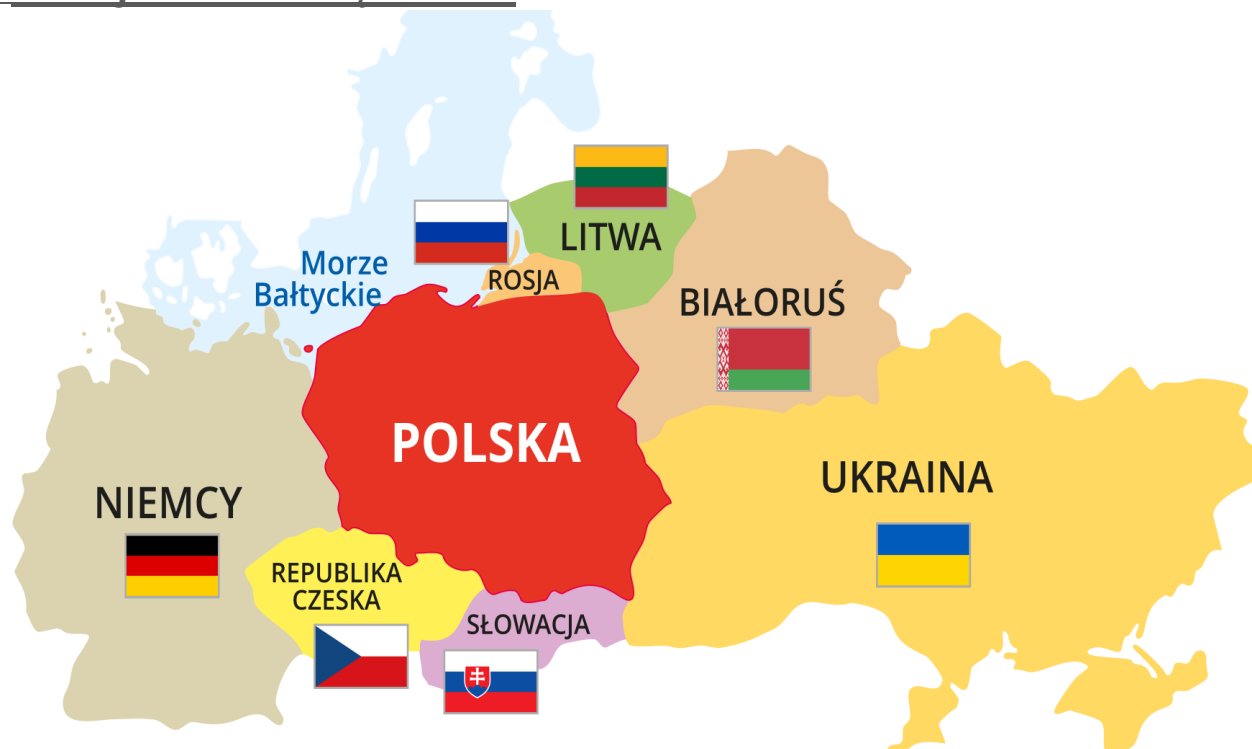 LITWA
Morze
Bałtyckie
ROSJA
BIAŁORUŚ
POLSKA
UKRAINA
NIEMCY
REPUBLIKA
CZESKA
SŁOWACJA